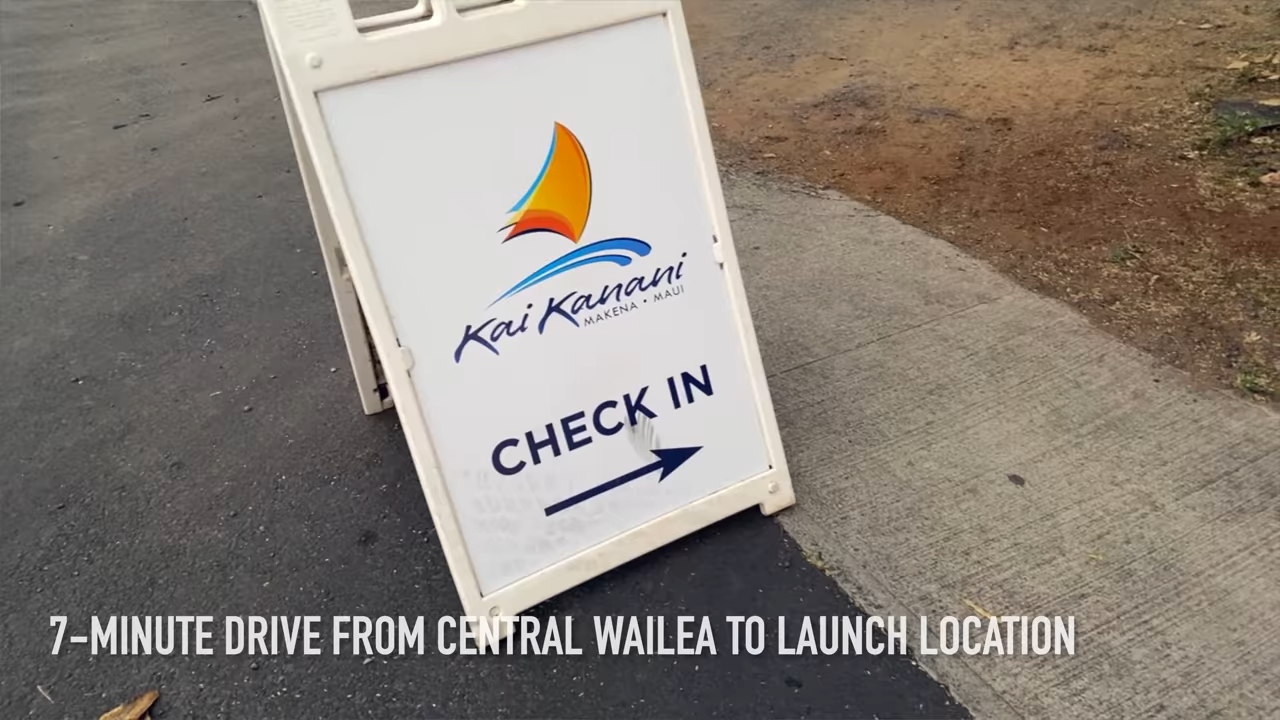 Kai Kanani
MAKENA • MAUI
CHECK IN
7-MINUTE DRIVE FROM CENTRAL WAILEA TO LAUNCH LOCATION